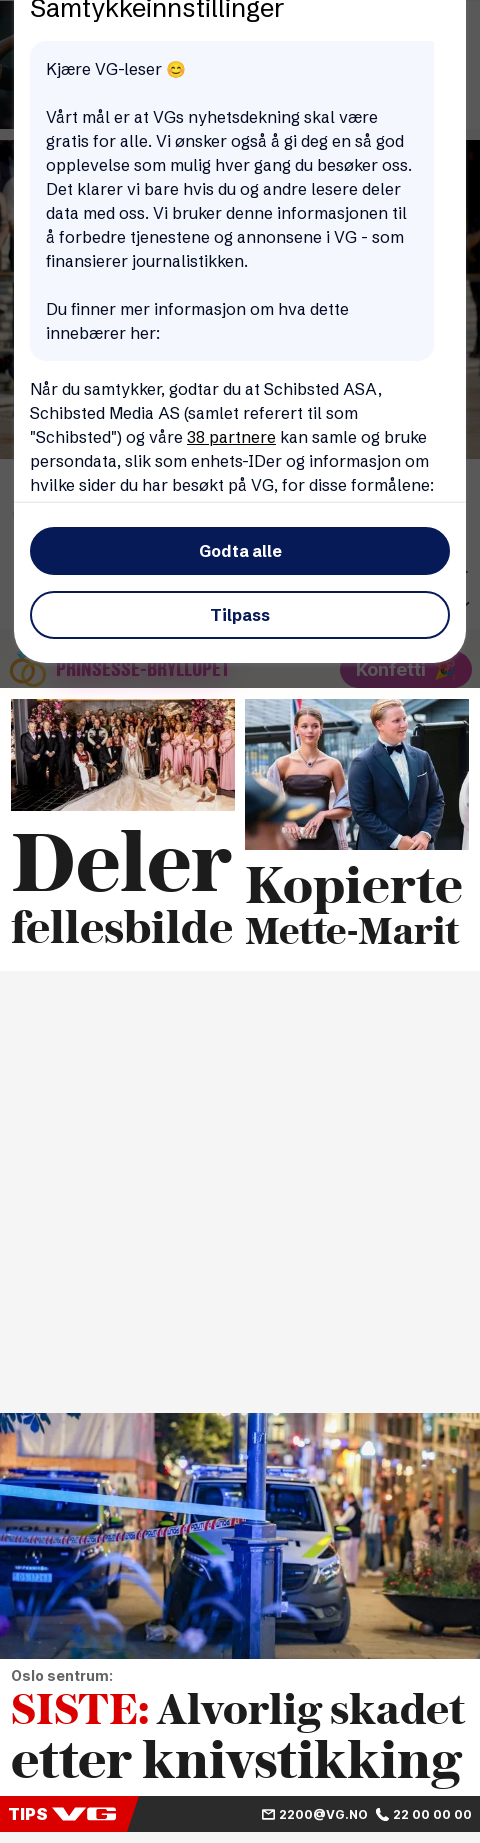 Samtykkeinnstillinger
Kjære VG-leser 😊
Vårt mål er at VGs nyhetsdekning skal være
gratis for alle. Vi ønsker også å gi deg en så god
opplevelse som mulig hver gang du besøker oss.
Det klarer vi bare hvis du og andre lesere deler
data med oss. Vi bruker denne informasjonen til
å forbedre tjenestene og annonsene i VG - som
finansierer journalistikken.
Du finner mer informasjon om hva dette
innebærer her:
Når du samtykker, godtar du at Schibsted ASA,
Schibsted Media AS (samlet referert til som
"Schibsted") og våre 38 partnere kan samle og bruke
persondata, slik som enhets-IDer og informasjon om
hvilke sider du har besøkt på VG, for disse formålene:
Godta alle
Tilpass
PRINSESSE-BRYLLUPET
Konfetti 🎉
Deler
fellesbilde
Kopierte
Mette-Marit
Oslo sentrum:
SISTE: Alvorlig skadet
etter knivstikking
TIPS VG
2200@VG.NO
22 00 00 00